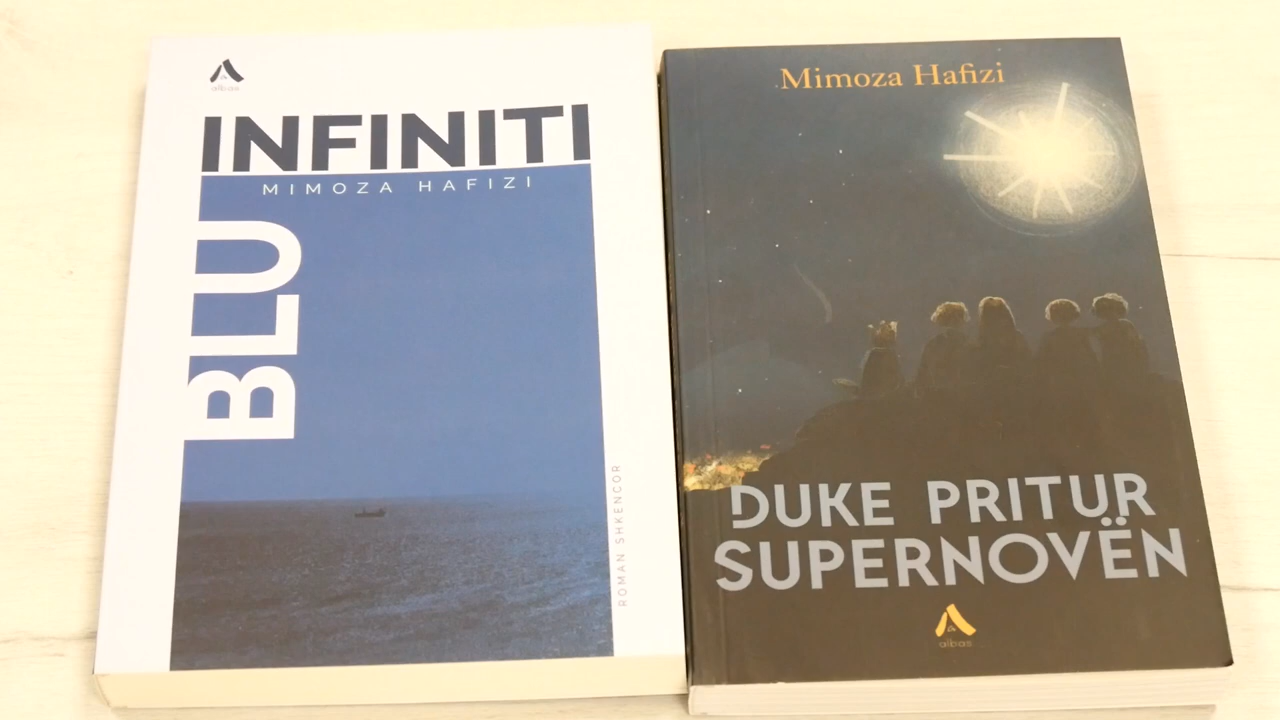 albas
INFINITI
MIMOZA HAFIZI
BLU
ROMAN SHKENCOR
Mimoza Hafizi
DUKE PRITUR
SUPERNOVËN
albas